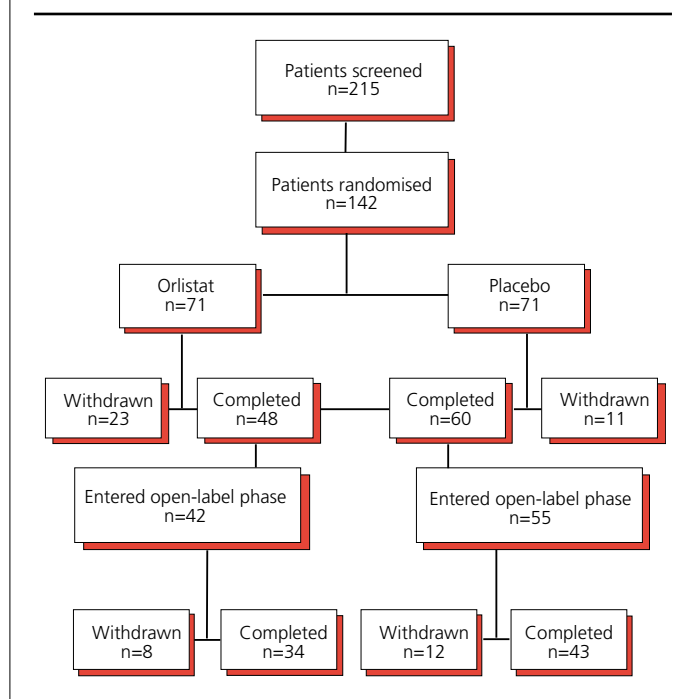 Patients screened
n=215
Patients randomised
n=142
Orlistat
n=71
Placebo
n=71
Withdrawn
n=23
Completed
n=48
Completed
n=60
Withdrawn
n=11
Entered open-label phase
n=42
Entered open-label phase
n=55
Withdrawn
n=8
Completed
n=34
Withdrawn
n=12
Completed
n=43